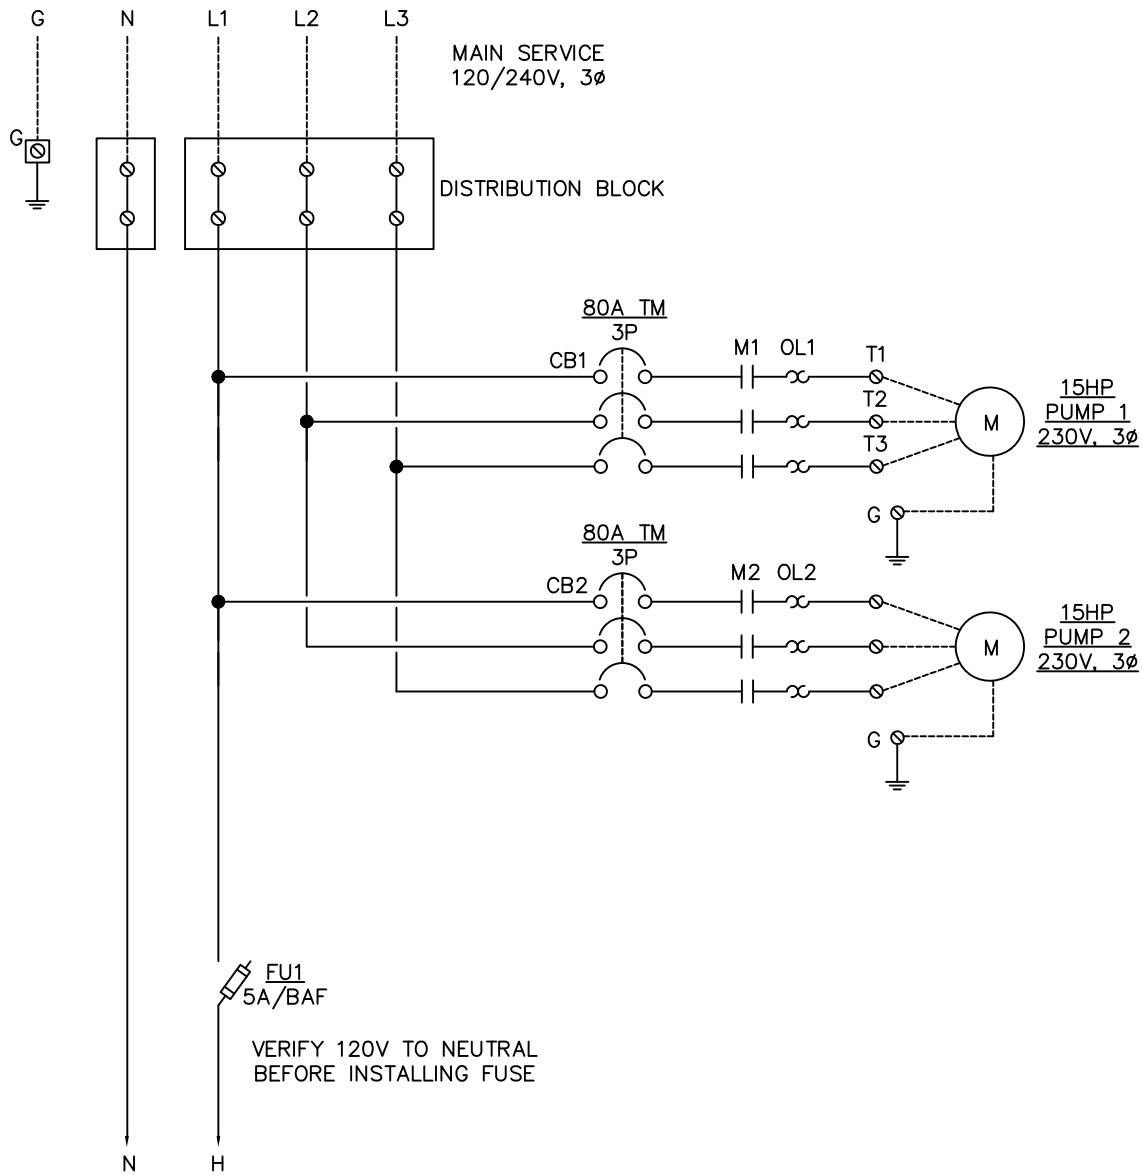 G N L1 L2 L3
MAIN SERVICE
120/240V, 3ø
G
DISTRIBUTION BLOCK
80A TM
3P
CB1 M1 OL1 T1
T2
T3
M
15HP
PUMP 1
230V, 3ø
G
80A TM
3P
CB2 M2 OL2
M
15HP
PUMP 2
230V, 3ø
G
FU1
5A/BAF
VERIFY 120V TO NEUTRAL
BEFORE INSTALLING FUSE
N H